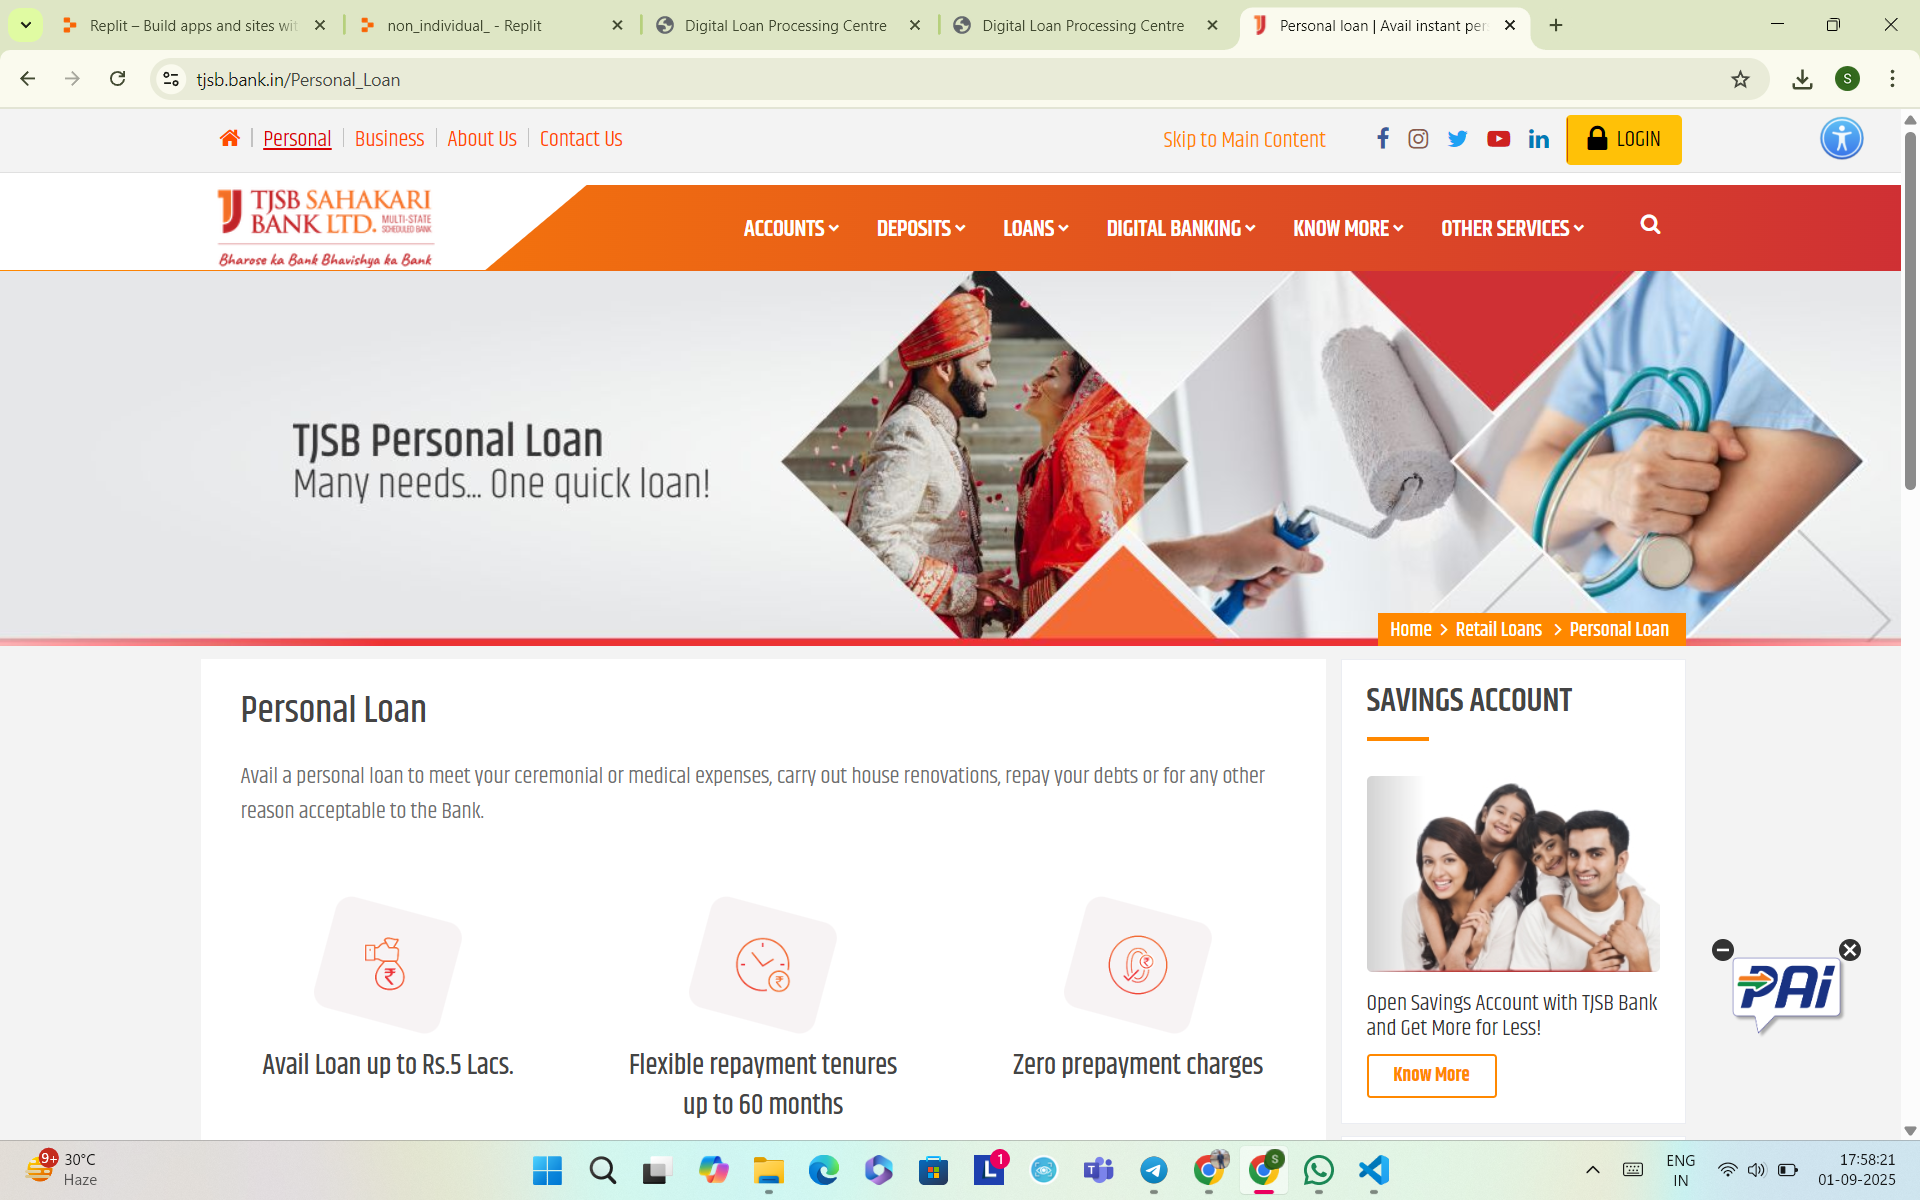 Replit – Build apps and sites wit
non_individual_ - Replit
Digital Loan Processing Centre
Digital Loan Processing Centre
Personal loan | Avail instant per
tjsb.bank.in/Personal_Loan
S
Personal
Business
About Us
Contact Us
Skip to Main Content
LOGIN
TJSB SAHAKARI
BANK LTD. MULTI-STATE
SCHEDULED BANK
Bharose ka Bank Bhavishya ka Bank
ACCOUNTS
DEPOSITS
LOANS
DIGITAL BANKING
KNOW MORE
OTHER SERVICES
TJSB Personal Loan
Many needs... One quick loan!
Home > Retail Loans > Personal Loan
Personal Loan
Avail a personal loan to meet your ceremonial or medical expenses, carry out house renovations, repay your debts or for any other
reason acceptable to the Bank.
Avail Loan up to Rs.5 Lacs.
Flexible repayment tenures
up to 60 months
Zero prepayment charges
SAVINGS ACCOUNT
Open Savings Account with TJSB Bank
and Get More for Less!
Know More
PAi
9+
30°C
Haze
1
S
ENG
IN
17:58:21
01-09-2025